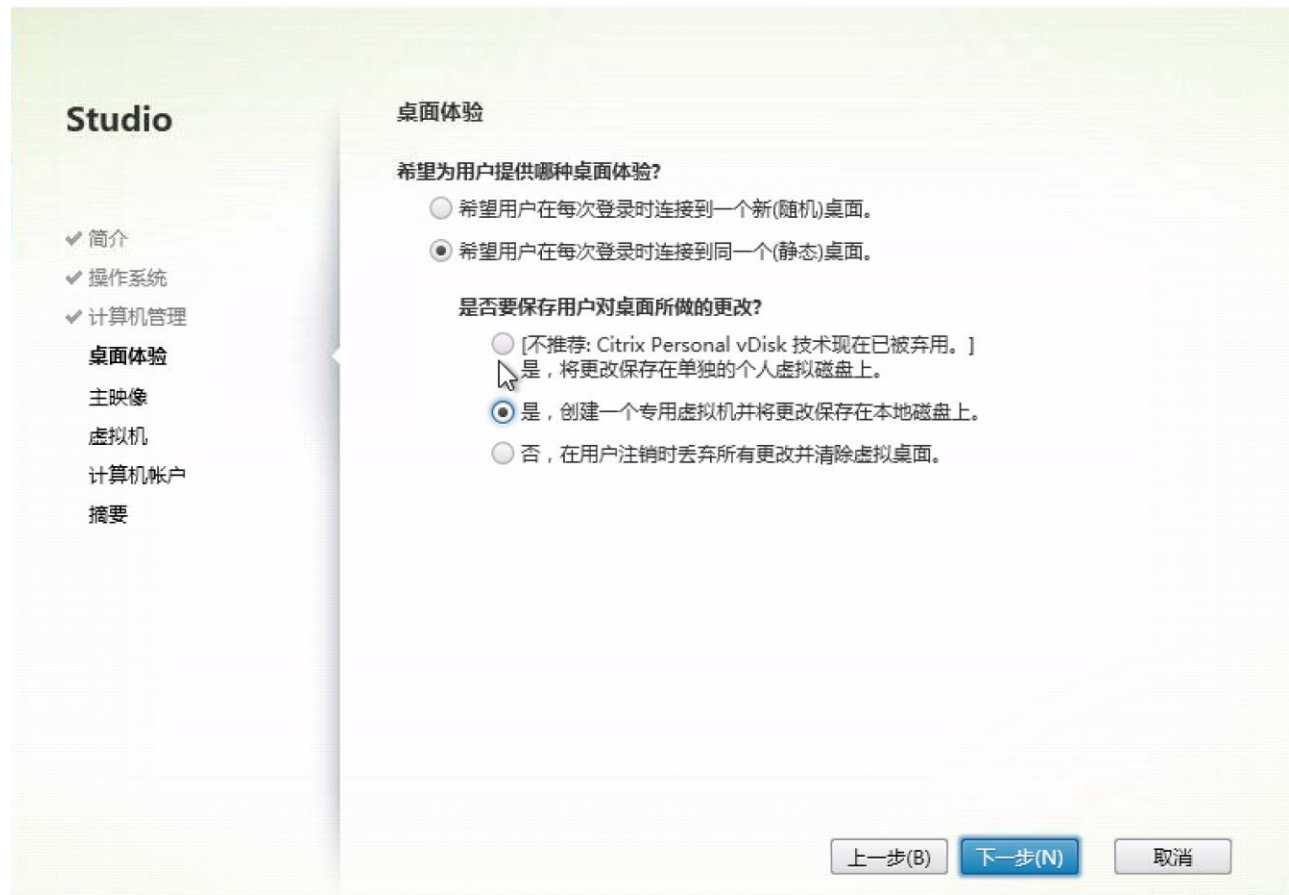 Studio
简介
操作系统
计算机管理
桌面体验
主映像
虚拟机
计算机帐户
摘要
桌面体验
希望为用户提供哪种桌面体验?
希望用户在每次登录时连接到一个新(随机)桌面。
希望用户在每次登录时连接到同一个(静态)桌面。
是否要保存用户对桌面所做的更改?
[不推荐: Citrix Personal vDisk 技术现在已被弃用。]
是，将更改保存在单独的个人虚拟磁盘上。
是，创建一个专用虚拟机并将更改保存在本地磁盘上。
否，在用户注销时丢弃所有更改并清除虚拟桌面。
上一步(B)
下一步(N)
取消